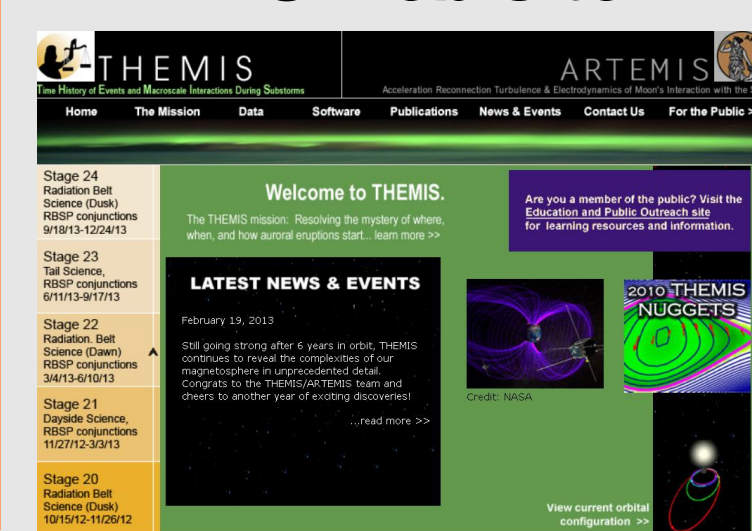 THEMIS
Time History of Events and Macroscale Interactions During Substorms
ARTEMIS
Acceleration Reconnection Turbulence & Electrodynamics of Moon's Interaction with the
Home The Mission Data Software Publications News & Events Contact Us For the Public >
Stage 24
Radiation Belt
Science (Dusk)
RBSP conjunctions
9/18/13-12/24/13
Stage 23
Tail Science,
RBSP conjunctions
6/11/13-9/17/13
Stage 22
Radiation. Belt
Science (Dawn)
RBSP conjunctions
3/4/13-6/10/13
Stage 21
Dayside Science,
RBSP conjunctions
11/27/12-3/3/13
Stage 20
Radiation Belt
Science (Dusk)
10/15/12-11/26/12
Welcome to THEMIS.
The THEMIS mission: Resolving the mystery of where,
when, and how auroral eruptions start... learn more >>
Are you a member of the public? Visit the
Education and Public Outreach site
for learning resources and information.
LATEST NEWS & EVENTS
February 19, 2013
Still going strong after 6 years in orbit, THEMIS
continues to reveal the complexities of our
magnetosphere in unprecedented detail.
Congrats to the THEMIS/ARTEMIS team and
cheers to another year of exciting discoveries!
...read more >>
Credit: NASA
2010 THEMIS
NUGGETS
View current orbital
configuration >>